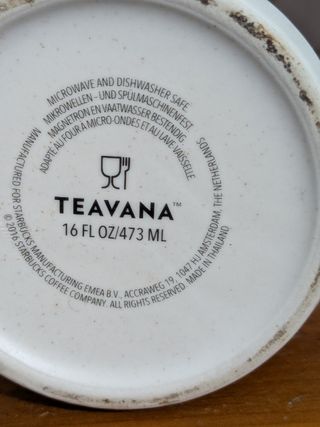 MICROWAVE AND DISHWASHER SAFE
MIKROWELLEN- UND SPÜLMASCHINENFEST
MAGNETRON EN VAATWASSER BESTENDIG
ADAPTÉ AU FOUR À MICRO-ONDES ET AU LAVE-VAISSELLE
TEAVANA™
16 FL OZ/473 ML
MANUFACTURED FOR STARBUCKS MANUFACTURING EMEA B.V., ACCRAWEG 19, 1047 HJ AMSTERDAM, THE NETHERLANDS
© 2016 STARBUCKS COFFEE COMPANY. ALL RIGHTS RESERVED. MADE IN THAILAND